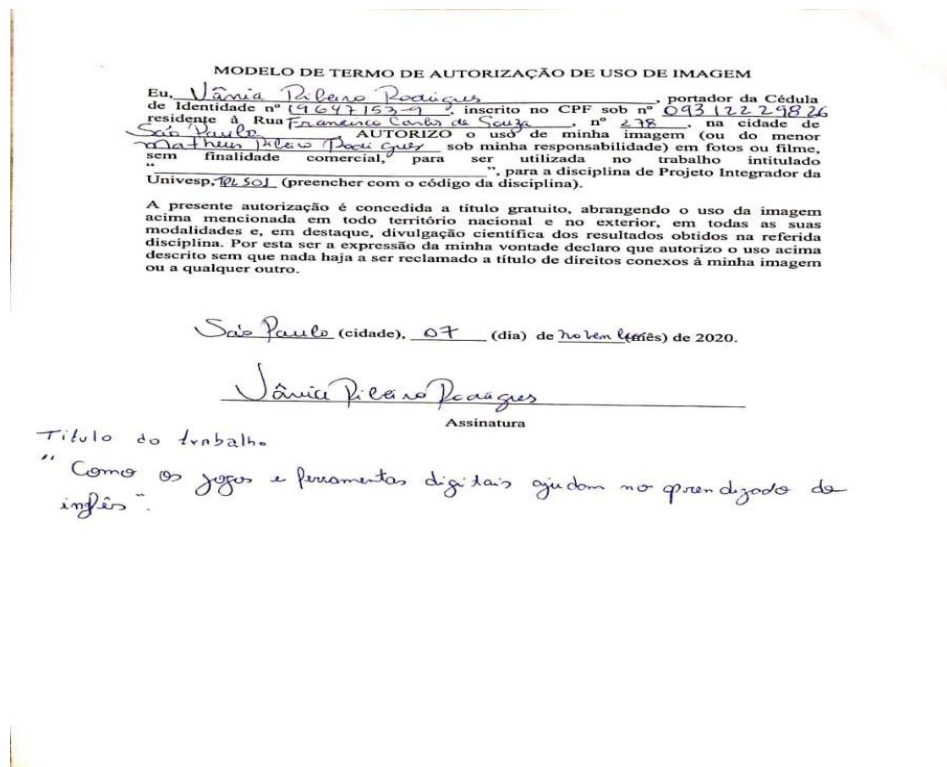 MODELO DE TERMO DE AUTORIZAÇÃO DE USO DE IMAGEM
Eu, Vânia Ribeiro Rodrigues, portador da Cédula
de Identidade nº 19647153-9, inscrito no CPF sob nº 09312229826
residente à Rua Francisco Carlos de Souza, nº 278, na cidade de
São Paulo, AUTORIZO o uso de minha imagem (ou do menor
Matheus Ribeiro Rodrigues sob minha responsabilidade) em fotos ou filme,
sem finalidade comercial, para ser utilizada no trabalho intitulado
"", para a disciplina de Projeto Integrador da
Univesp, (preencher com o código da disciplina).
A presente autorização é concedida a título gratuito, abrangendo o uso da imagem
acima mencionada em todo território nacional e no exterior, em todas as suas
modalidades e, em destaque, divulgação científica dos resultados obtidos na referida
disciplina. Por esta ser a expressão da minha vontade declaro que autorizo o uso acima
descrito sem que nada haja a ser reclamado a título de direitos conexos à minha imagem
ou a qualquer outro.
São Paulo (cidade), 07 (dia) de novembro (mês) de 2020.
Vânia Ribeiro Rodrigues
Assinatura
Título do trabalho
" Como os jogos e ferramentas digitais ajudam no aprendizado de
inglês".